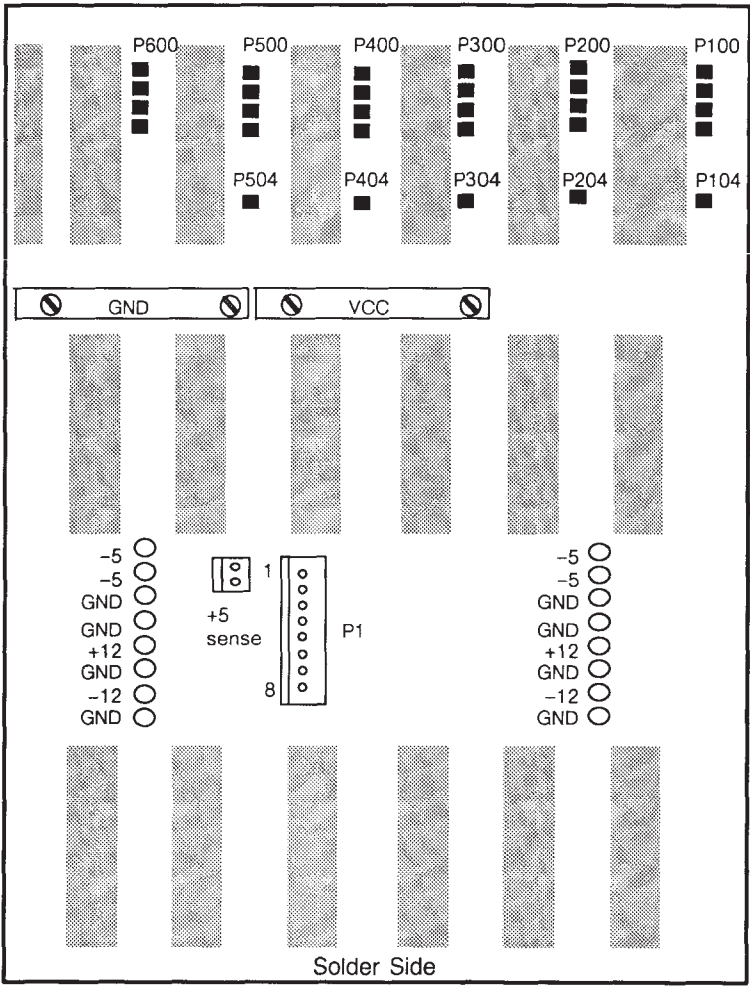 P600 P500 P400 P300 P200 P100
P504 P404 P304 P204 P104
GND VCC
-5
-5
GND
GND
+12
GND
-12
GND
+5
sense
1
8
P1
-5
-5
GND
GND
+12
GND
-12
GND
Solder Side